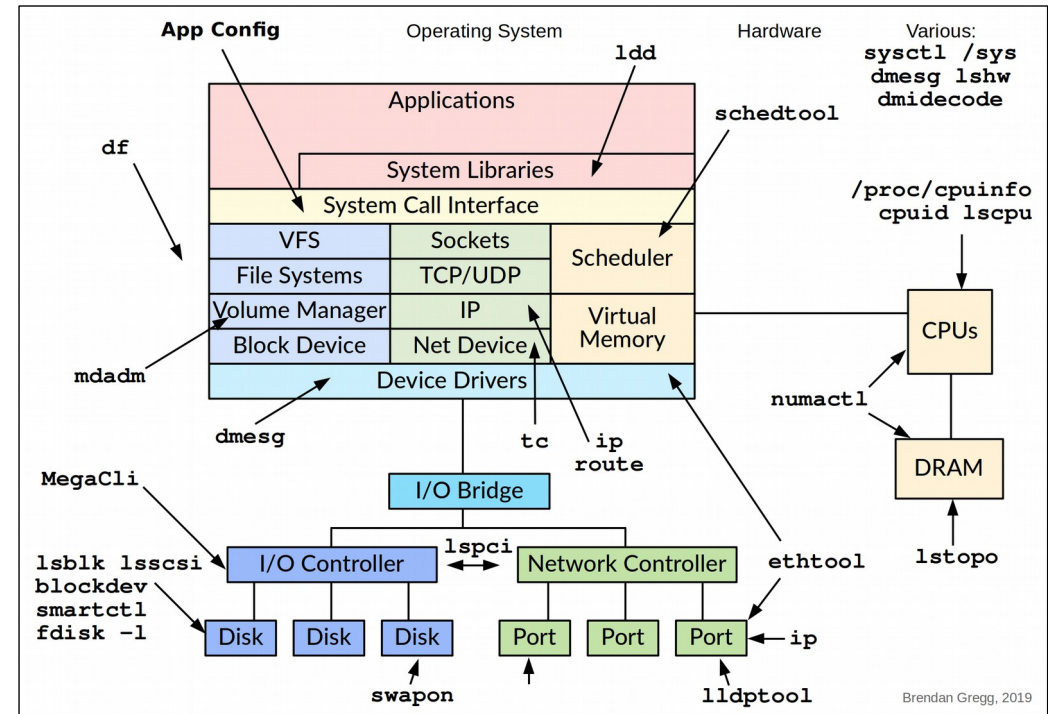 App Config
Operating System
Hardware
Various:
sysctl /sys
dmesg lshw
dmidecode
ldd
Applications
schedtool
df
System Libraries
System Call Interface
/proc/cpuinfo
cpuid lscpu
VFS
Sockets
Scheduler
File Systems
TCP/UDP
Volume Manager
IP
Virtual
Memory
CPUs
Block Device
Net Device
mdadm
Device Drivers
numactl
dmesg
tc
ip
route
DRAM
MegaCli
I/O Bridge
lspci
lsblk lsscsi
blockdev
smartctl
fdisk -l
I/O Controller
Network Controller
ethtool
lstopo
Disk
Disk
Disk
Port
Port
Port
ip
swapon
lldptool
Brendan Gregg, 2019